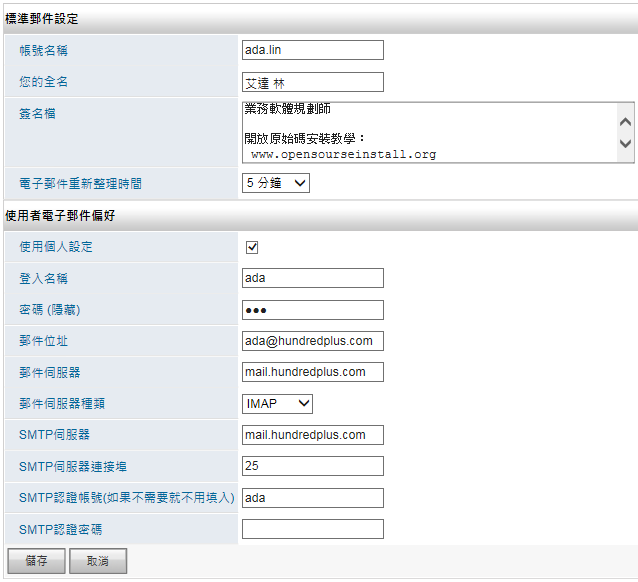 標準郵件設定
帳號名稱 ada.lin
您的全名 艾達 林
簽名檔 業務軟體規劃師
開放原始碼安裝教學：
www.opensourseinstall.org
電子郵件重新整理時間 5 分鐘
使用者電子郵件偏好
使用個人設定
登入名稱 ada
密碼 (隱藏) ●●●
郵件位址 ada@hundredplus.com
郵件伺服器 mail.hundredplus.com
郵件伺服器種類 IMAP
SMTP伺服器 mail.hundredplus.com
SMTP伺服器連接埠 25
SMTP認證帳號(如果不需要就不用填入) ada
SMTP認證密碼
儲存 取消